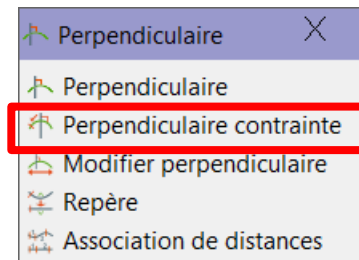 Perpendiculaire
Perpendiculaire
Perpendiculaire contrainte
Modifier perpendiculaire
Repère
Association de distances